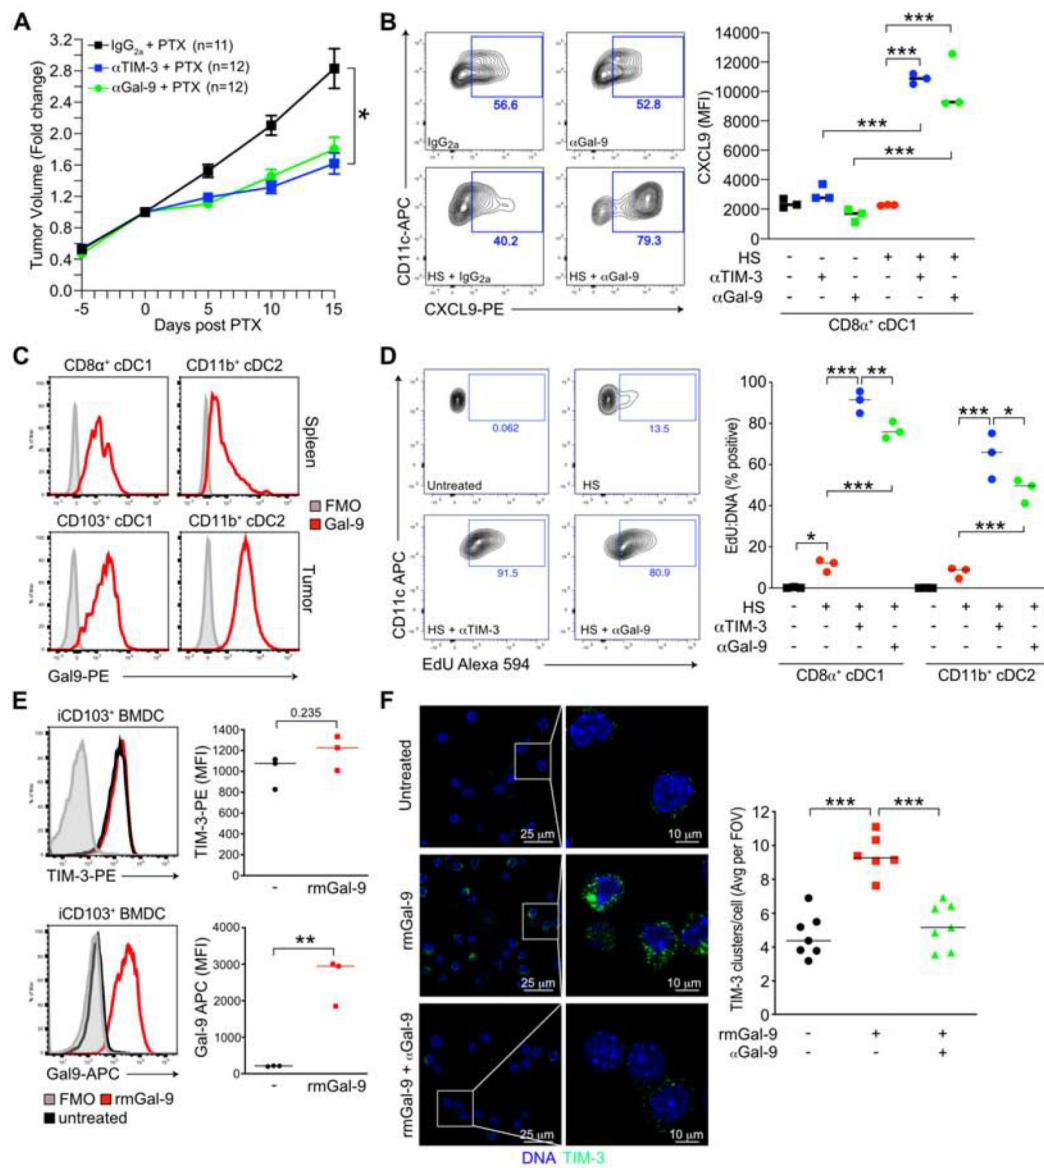 A
IgG2a + PTX (n=11)
αTIM-3 + PTX (n=12)
αGal-9 + PTX (n=12)
*
Tumor Volume (Fold change)
3.2
2.8
2.4
2.0
1.6
1.2
0.8
0.4
0.0
-5 0 5 10 15
Days post PTX
B
56.6
IgG2a
52.8
αGal-9
40.2
HS + IgG2a
79.3
HS + αGal-9
CD11c-APC
CXCL9-PE
CXCL9 (MFI)
14000
12000
10000
8000
6000
4000
2000
0
***
***
***
***
HS - - - + + +
αTIM-3 - + - - + -
αGal-9 - - + - - +
CD8α+ cDC1
C
CD8α+ cDC1 CD11b+ cDC2
Spleen
FMO
Gal-9
CD103+ cDC1 CD11b+ cDC2
Tumor
Gal9-PE
D
0.062
Untreated
13.5
HS
91.5
HS + αTIM-3
80.9
HS + αGal-9
CD11c APC
EdU Alexa 594
EdU:DNA (% positive)
100
80
60
40
20
0
*** **
***
*
*** *
***
HS - + + + - + + +
αTIM-3 - - + - - - + -
αGal-9 - - - + - - - +
CD8α+ cDC1 CD11b+ cDC2
E
iCD103+ BMDC
TIM-3-PE
TIM-3-PE (MFI)
1400
1200
1000
800
600
400
200
0
0.235
- rmGal-9
iCD103+ BMDC
Gal9-APC
Gal-9 APC (MFI)
4000
3000
2000
1000
0
**
- rmGal-9
FMO rmGal-9
untreated
F
Untreated
25 μm
10 μm
rmGal-9
25 μm
10 μm
rmGal-9 + αGal-9
25 μm
10 μm
DNA TIM-3
TIM-3 clusters/cell (Avg per FOV)
12
10
8
6
4
2
0
*** ***
rmGal-9 - + +
αGal-9 - - +